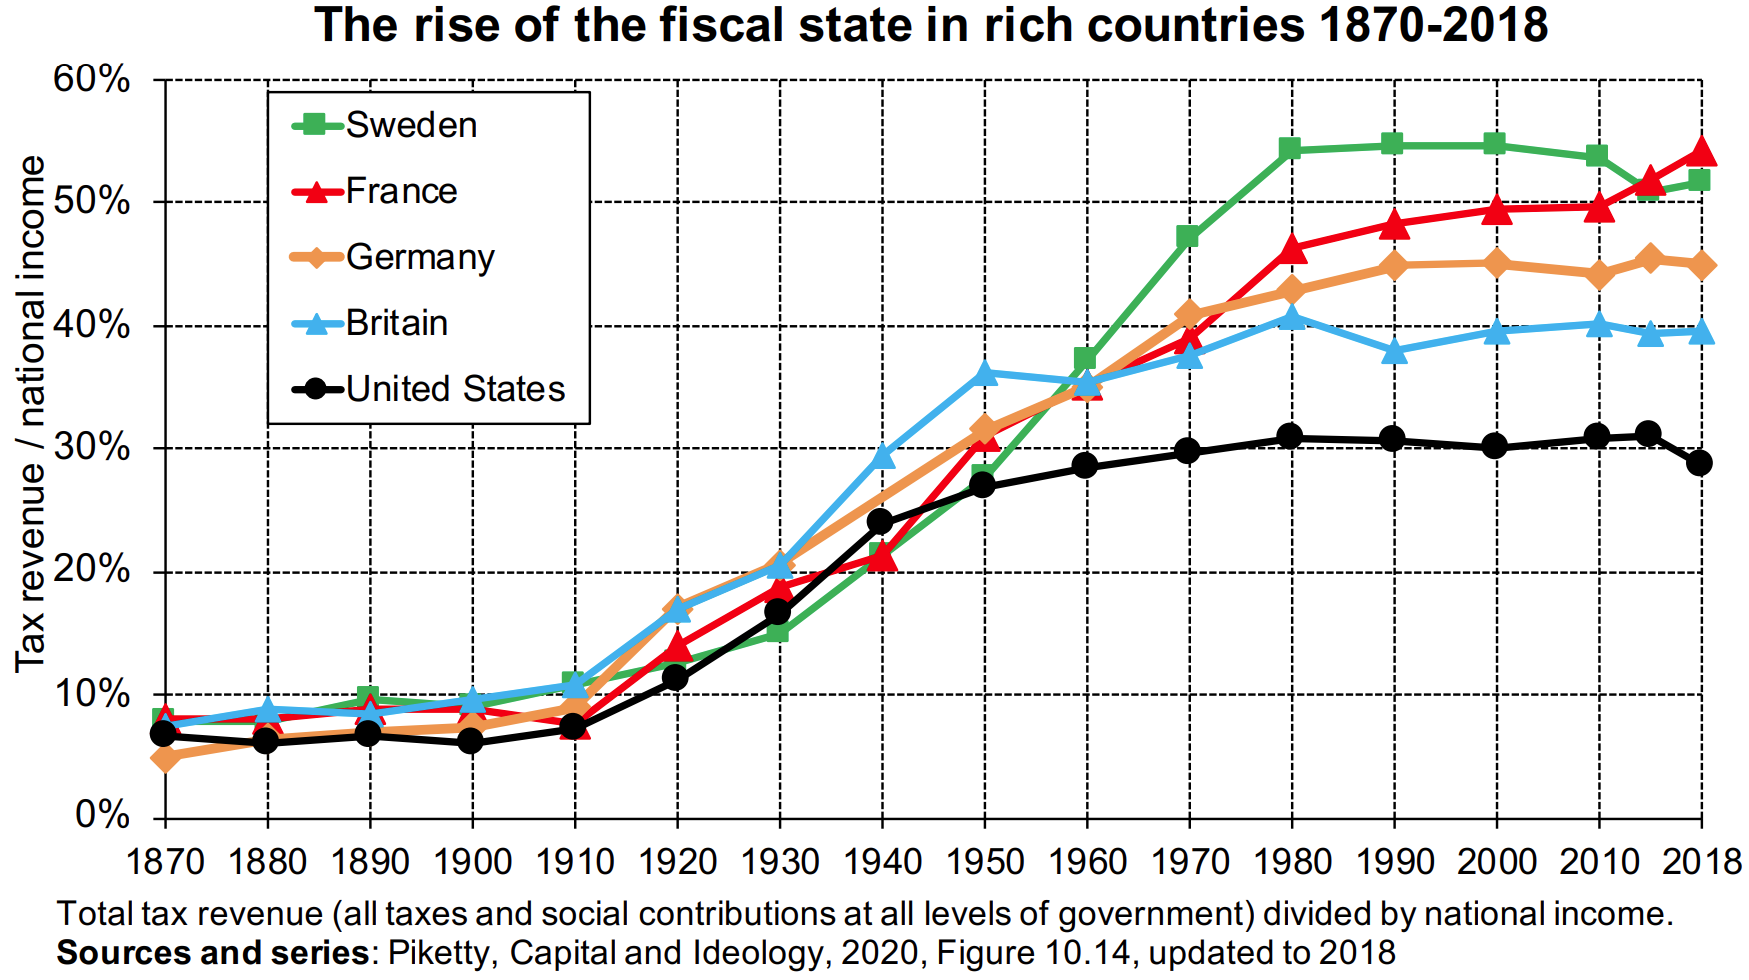 The rise of the fiscal state in rich countries 1870-2018
Tax revenue / national income
60%
50%
40%
30%
20%
10%
0%
Sweden
France
Germany
Britain
United States
1870 1880 1890 1900 1910 1920 1930 1940 1950 1960 1970 1980 1990 2000 2010 2018
Total tax revenue (all taxes and social contributions at all levels of government) divided by national income.
Sources and series: Piketty, Capital and Ideology, 2020, Figure 10.14, updated to 2018